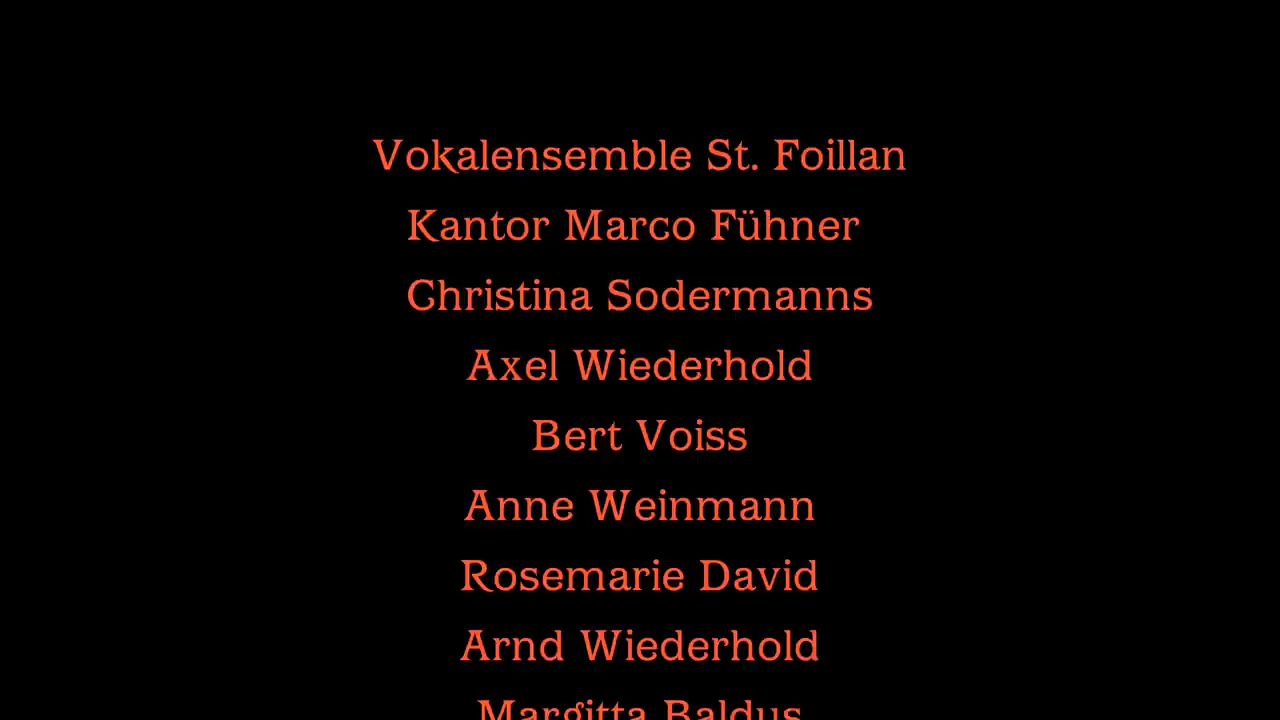 Vokalensemble St. Foillan
Kantor Marco Fühner
Christina Sodermanns
Axel Wiederhold
Bert Voiss
Anne Weinmann
Rosemarie David
Arnd Wiederhold
Margitta Baldus